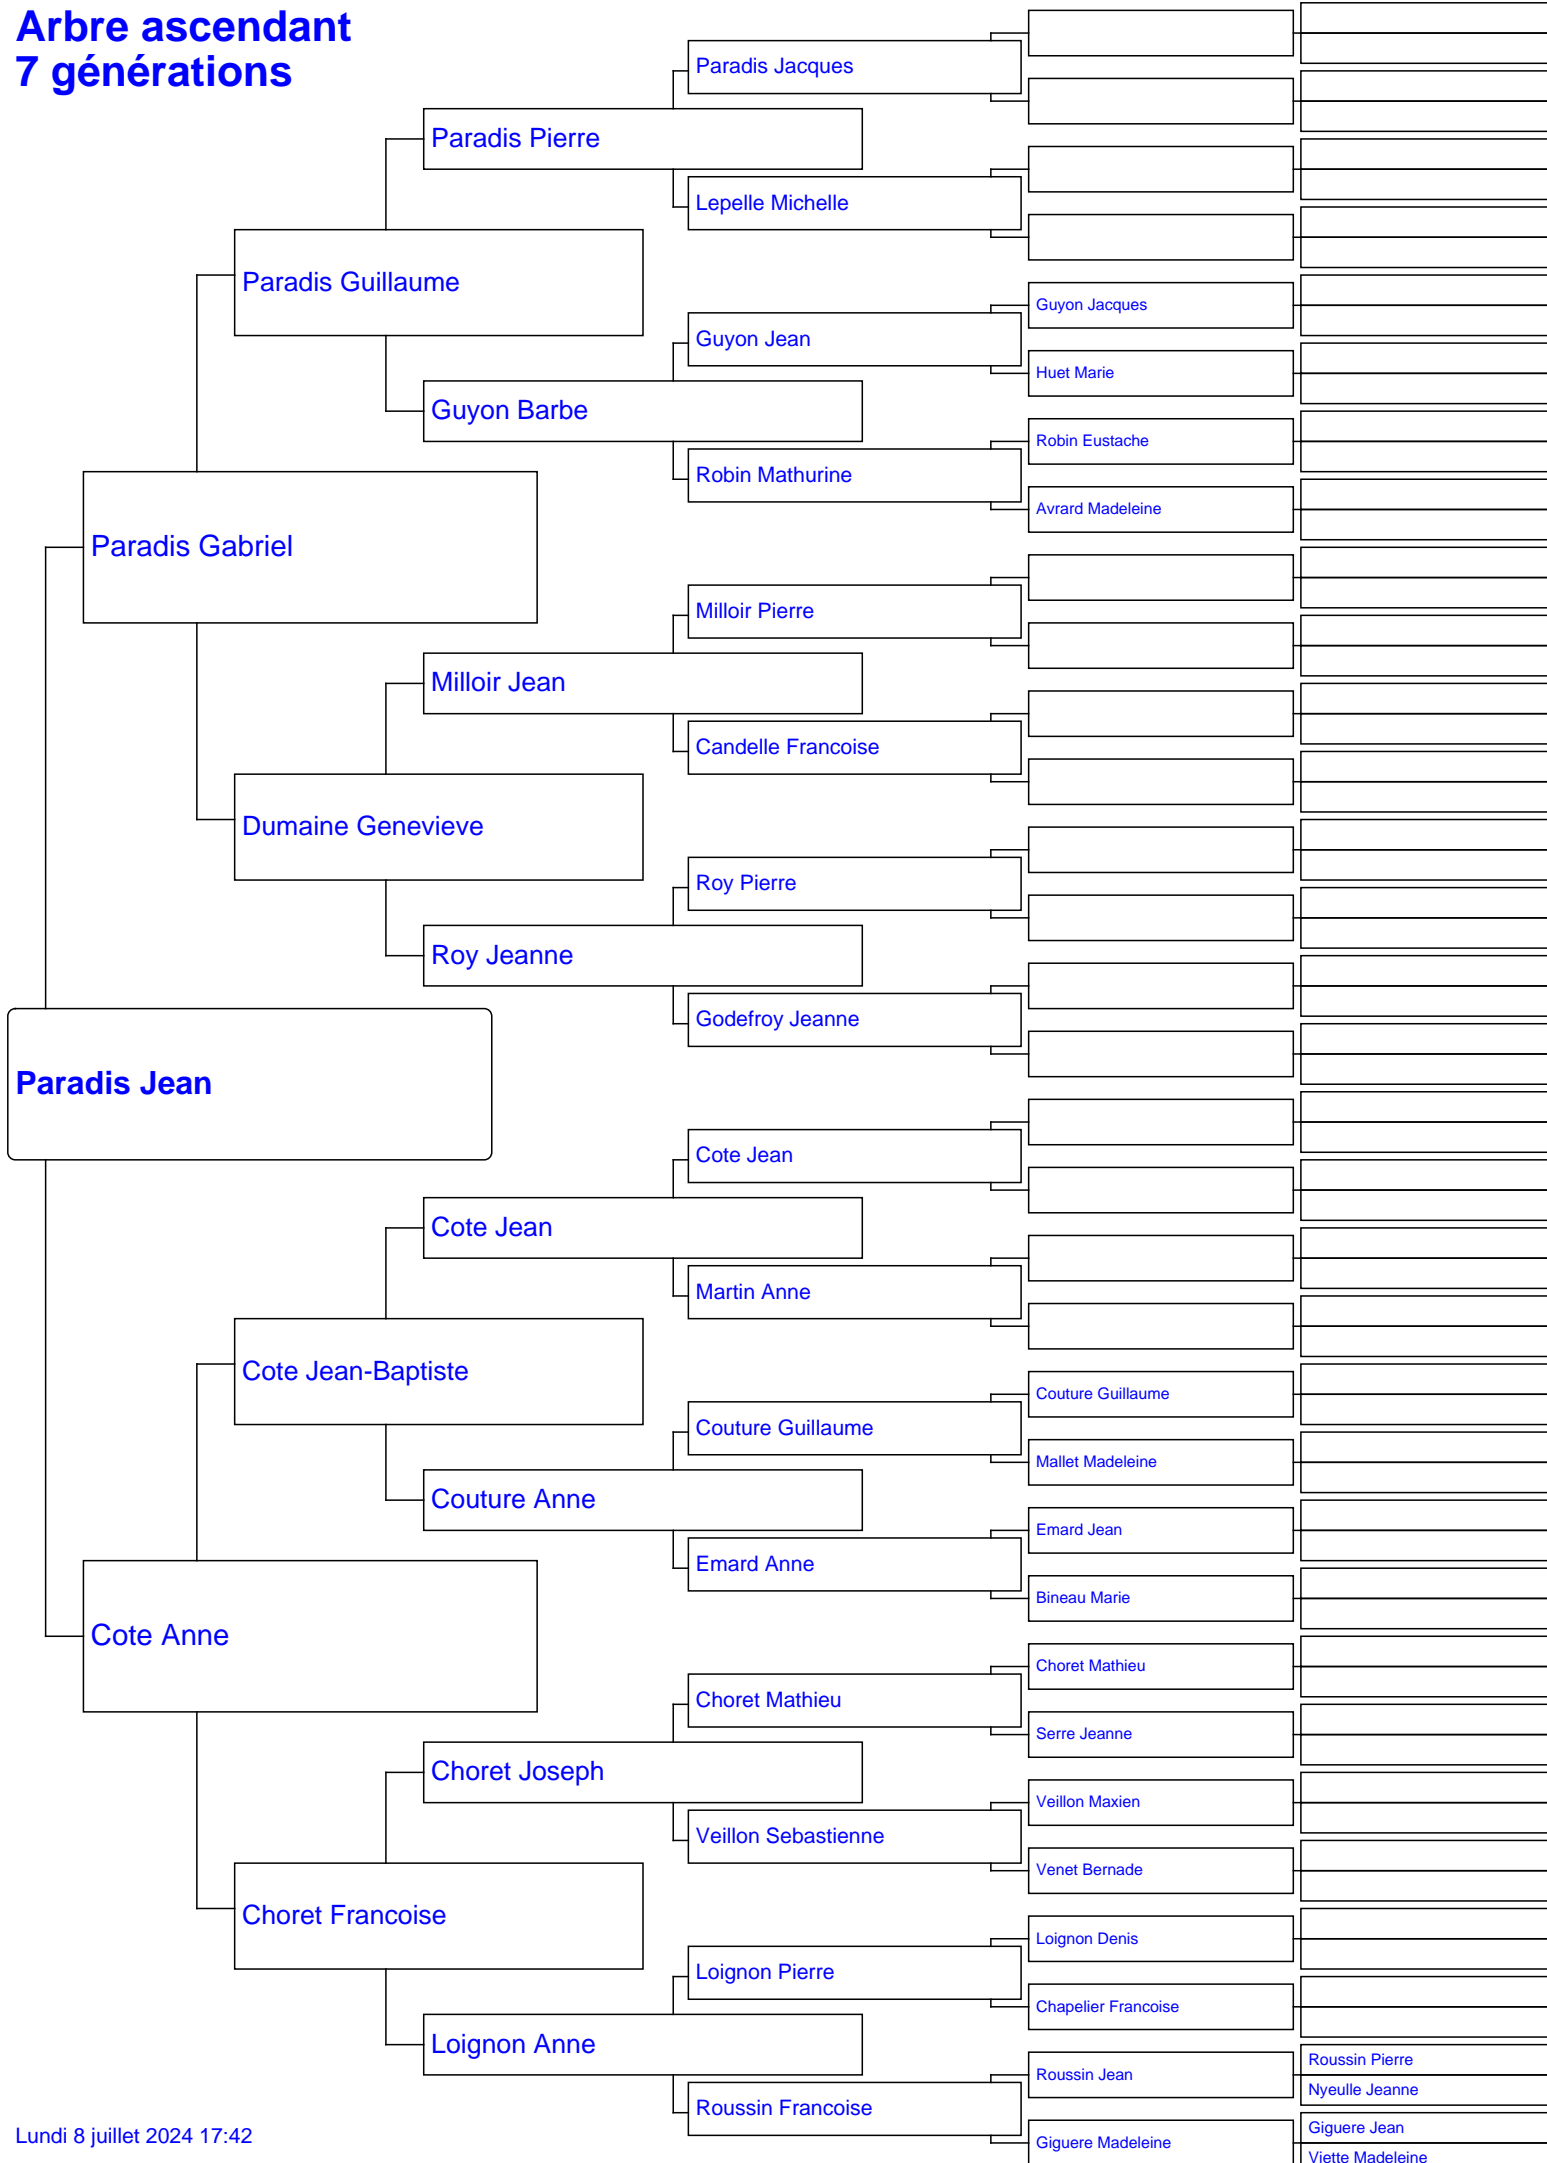 Arbre ascendant
7 générations
Paradis Jacques
Paradis Pierre
Lepelle Michelle
Paradis Guillaume
Guyon Jacques
Guyon Jean
Huet Marie
Guyon Barbe
Robin Eustache
Robin Mathurine
Avrard Madeleine
Paradis Gabriel
Milloir Pierre
Milloir Jean
Candelle Francoise
Dumaine Genevieve
Roy Pierre
Roy Jeanne
Godefroy Jeanne
Paradis Jean
Cote Jean
Cote Jean
Martin Anne
Cote Jean-Baptiste
Couture Guillaume
Couture Guillaume
Mallet Madeleine
Couture Anne
Emard Jean
Emard Anne
Bineau Marie
Cote Anne
Choret Mathieu
Choret Mathieu
Serre Jeanne
Choret Joseph
Veillon Maxien
Veillon Sebastienne
Venet Bernade
Choret Francoise
Loignon Denis
Loignon Pierre
Chapelier Francoise
Loignon Anne
Roussin Pierre
Roussin Jean
Nyeulle Jeanne
Roussin Francoise
Giguere Jean
Giguere Madeleine
Viette Madeleine
Lundi 8 juillet 2024 17:42